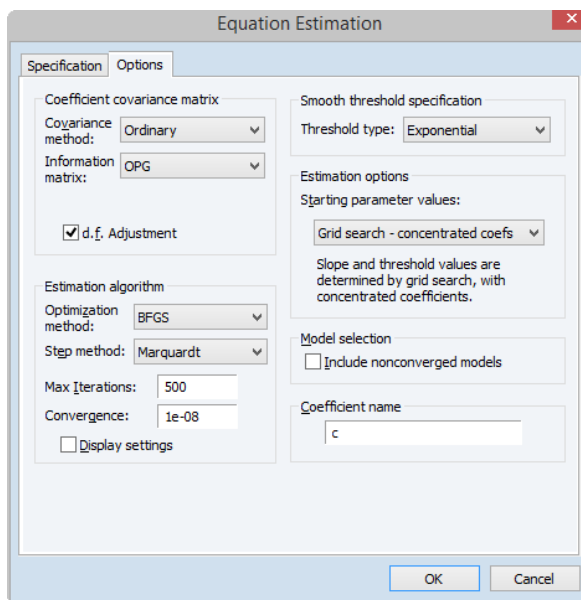 Equation Estimation
Specification
Options
Coefficient covariance matrix
Covariance
method:
Ordinary
Information
matrix:
OPG
d.f. Adjustment
Estimation algorithm
Optimization
method:
BFGS
Step method:
Marquardt
Max Iterations:
500
Convergence:
1e-08
Display settings
Smooth threshold specification
Threshold type:
Exponential
Estimation options
Starting parameter values:
Grid search - concentrated coefs
Slope and threshold values are
determined by grid search, with
concentrated coefficients.
Model selection
Include nonconverged models
Coefficient name
c
OK
Cancel